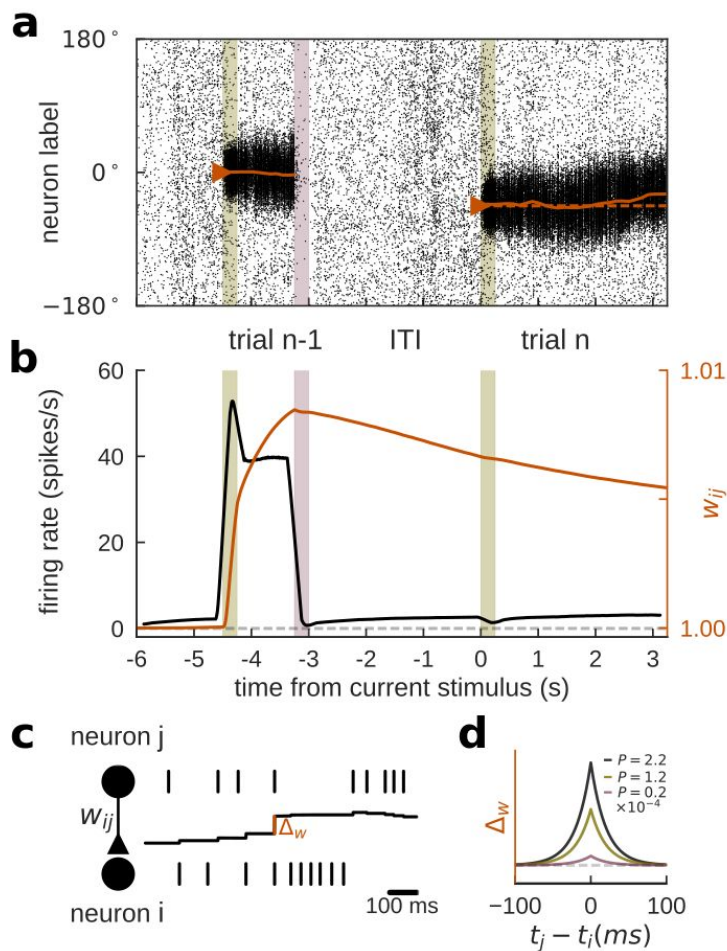 a
180°
0°
−180°
neuron label
trial n-1 ITI trial n
b
60
40
20
0
firing rate (spikes/s)
1.01
1.00
w_ij
-6 -5 -4 -3 -2 -1 0 1 2 3
time from current stimulus (s)
c
neuron j
w_ij
Δ_w
neuron i
100 ms
d
P = 2.2
P = 1.2
P = 0.2
×10⁻⁴
Δ_w
−100 0 100
t_j − t_i(ms)